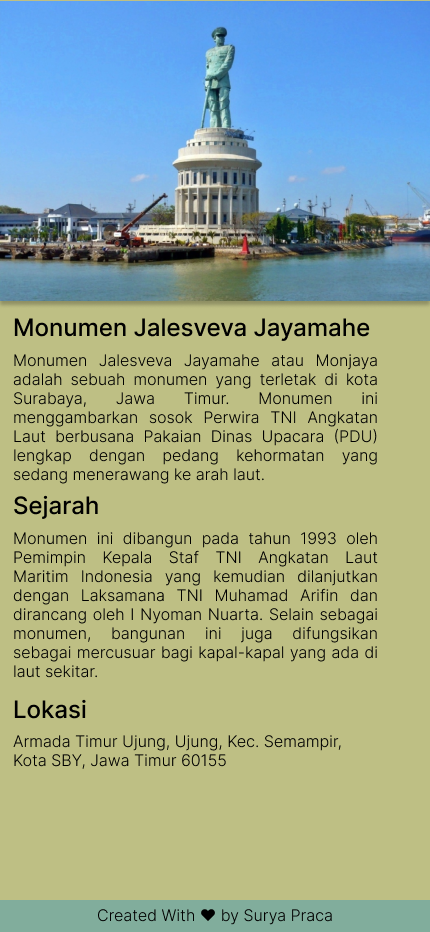 Monumen Jalesveva Jayamahe
Monumen Jalesveva Jayamahe atau Monjaya
adalah sebuah monumen yang terletak di kota
Surabaya, Jawa Timur. Monumen ini
menggambarkan sosok Perwira TNI Angkatan
Laut berbusana Pakaian Dinas Upacara (PDU)
lengkap dengan pedang kehormatan yang
sedang menerawang ke arah laut.
Sejarah
Monumen ini dibangun pada tahun 1993 oleh
Pemimpin Kepala Staf TNI Angkatan Laut
Maritim Indonesia yang kemudian dilanjutkan
dengan Laksamana TNI Muhamad Arifin dan
dirancang oleh I Nyoman Nuarta. Selain sebagai
monumen, bangunan ini juga difungsikan
sebagai mercusuar bagi kapal-kapal yang ada di
laut sekitar.
Lokasi
Armada Timur Ujung, Ujung, Kec. Semampir,
Kota SBY, Jawa Timur 60155
Created With ♥ by Surya Praca